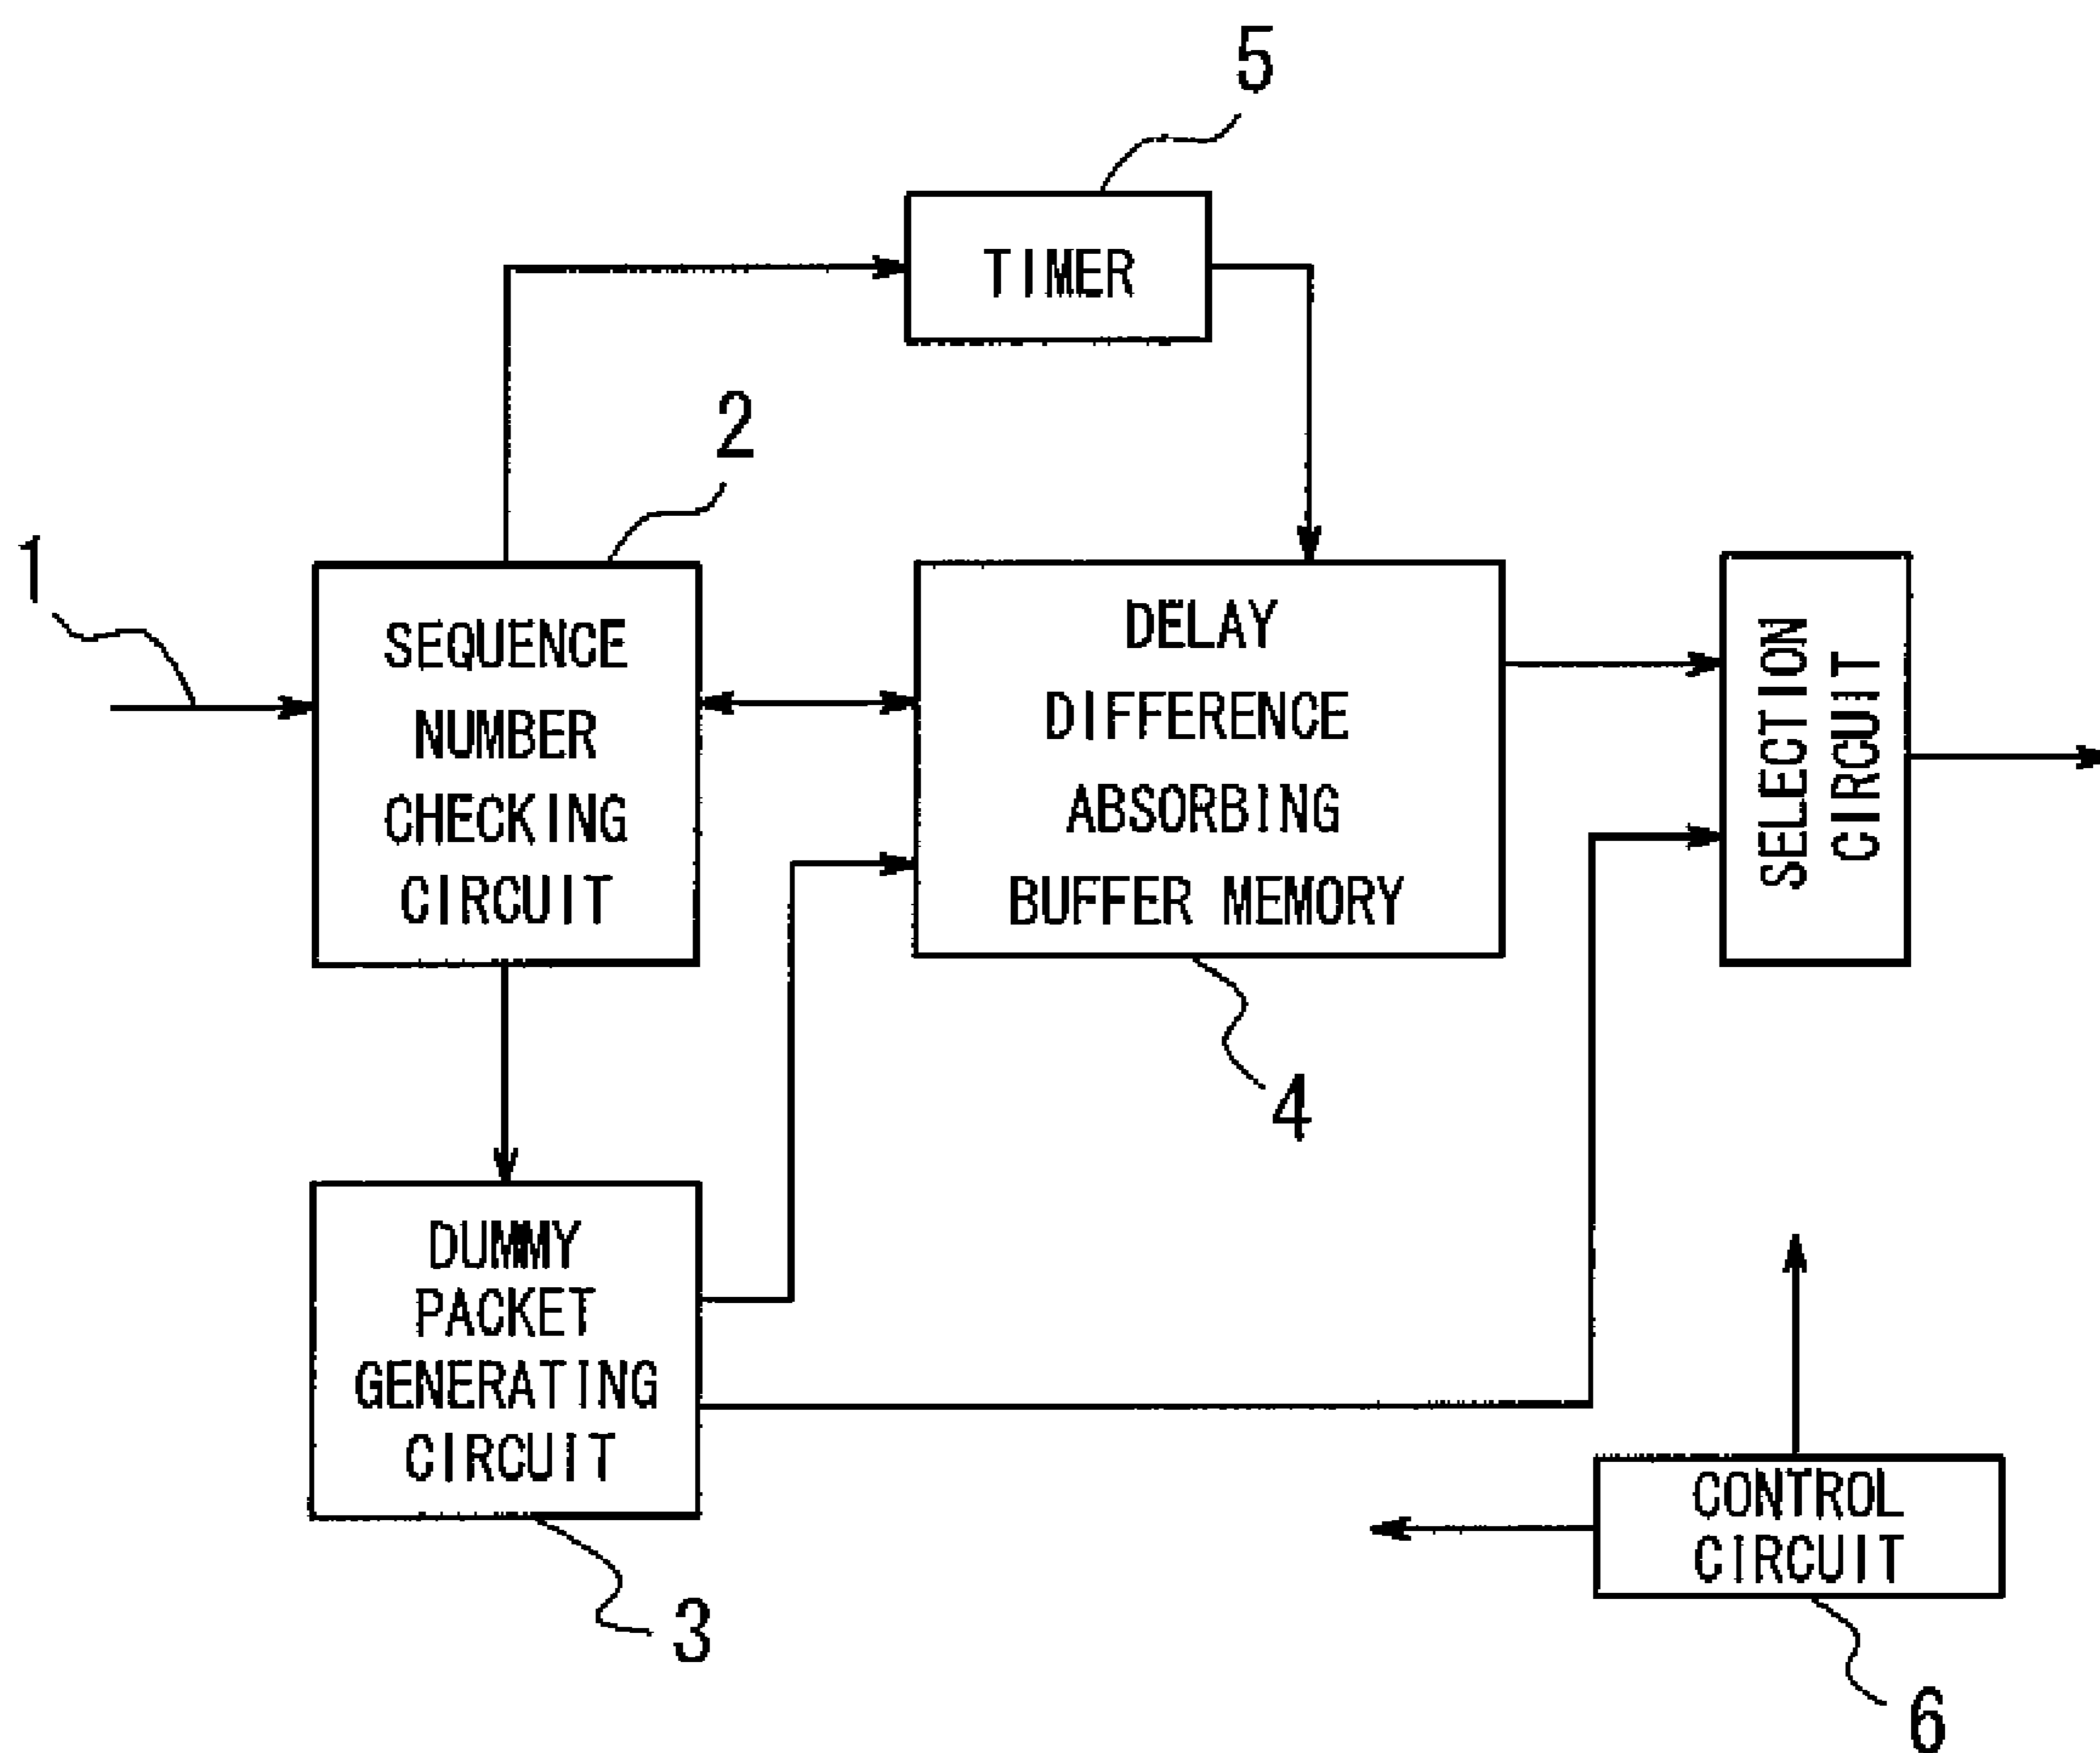 5
TIMER
2
1
SEQUENCE
NUMBER
CHECKING
CIRCUIT
DELAY
DIFFERENCE
ABSORBING
BUFFER MEMORY
SELECTION
CIRCUIT
4
DUMMY
PACKET
GENERATING
CIRCUIT
3
CONTROL
CIRCUIT
6